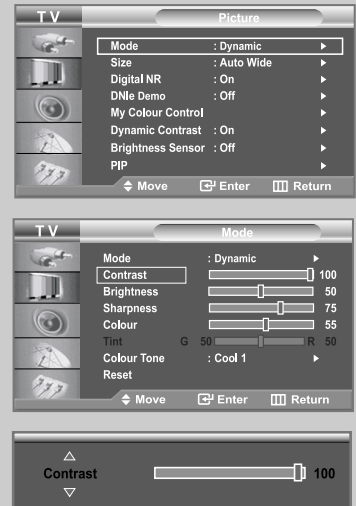 TV Picture
Mode : Dynamic
Size : Auto Wide
Digital NR : On
DNIe Demo : Off
My Colour Control
Dynamic Contrast : On
Brightness Sensor : Off
PIP
Move Enter Return
TV Mode
Mode : Dynamic
Contrast 100
Brightness 50
Sharpness 75
Colour 55
Tint G 50 R 50
Colour Tone : Cool 1
Reset
Move Enter Return
Contrast 100